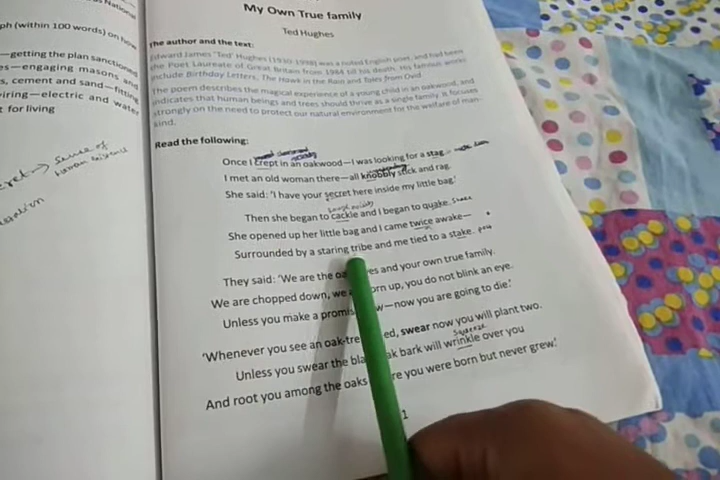 National
ph (within 100 words) on how
—getting the plan sanctioned
es—engaging masons, and
s, cement and sand—fitting
viring—electric and water
t for living
sense of
human
My Own True family
Ted Hughes
The author and the text:
Edward James 'Ted' Hughes (1930-1998) was a noted English poet, and had been
the Poet Laureate of Great Britain from 1984 till his death. His famous works
include Birthday Letters, The Hawk in the Rain and Tales from Ovid.
The poem describes the magical experience of a young child in an oakwood, and
indicates that human beings and trees should thrive as a single family. It focuses
strongly on the need to protect our natural environment for the welfare of man-
kind.
Read the following:
Once I crept in an oakwood—I was looking for a stag.
I met an old woman there—all knobbly stick and rag.
She said: 'I have your secret here inside my little bag.'
Then she began to cackle and I began to quake. shake
She opened up her little bag and I came twice awake—
Surrounded by a staring tribe and me tied to a stake.
They said: 'We are the oa es and your own true family.
We are chopped down, we a orn up, you do not blink an eye.
Unless you make a promis w—now you are going to die.'
'Whenever you see an oak-tre ed, swear now you will plant two.
squeeze
Unless you swear the bla ak bark will wrinkle over you
And root you among the oaks re you were born but never grew.'
1